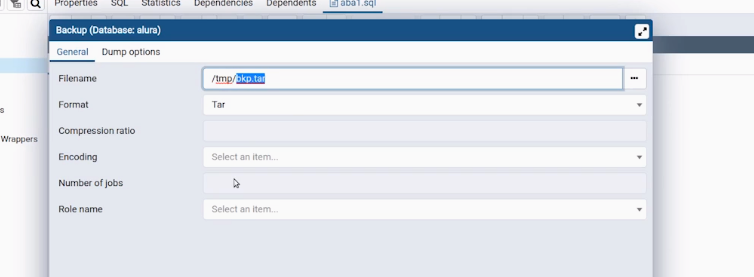 Properties SQL Statistics Dependencies Dependents aba1.sql
Backup (Database: alura)
General Dump options
Filename /tmp/bkp.tar
Format Tar
Compression ratio
Encoding Select an item...
Number of jobs
Role name Select an item...
s
Wrappers